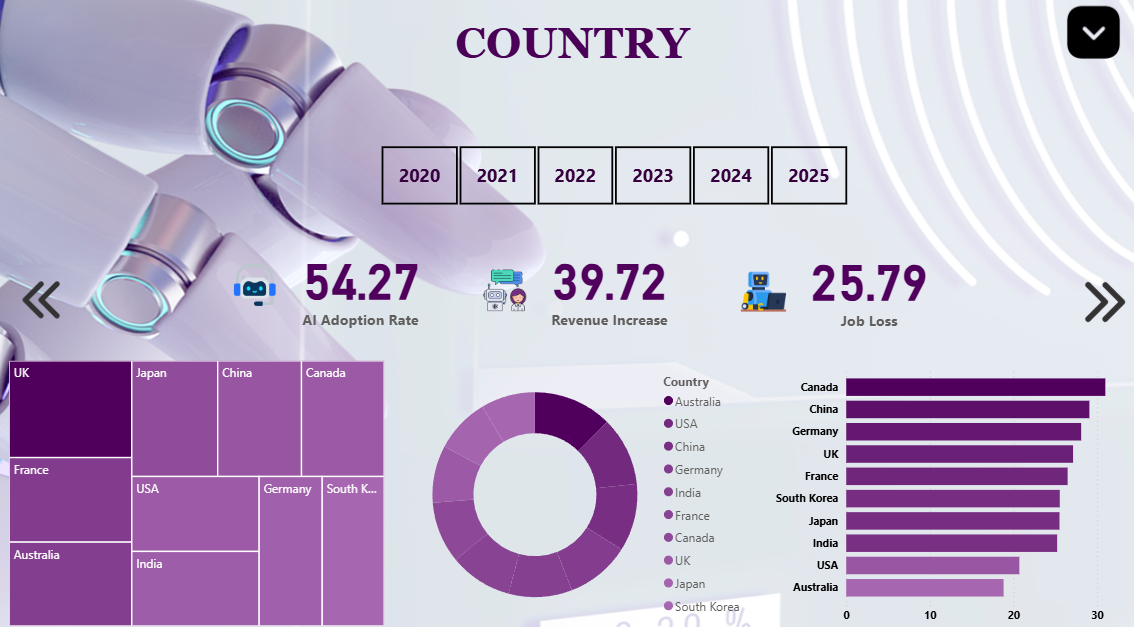 COUNTRY
2020 2021 2022 2023 2024 2025
54.27
AI Adoption Rate
39.72
Revenue Increase
25.79
Job Loss
UK
Japan
China
Canada
France
USA
Germany
South K...
Australia
India
Country
Australia
USA
China
Germany
India
France
Canada
UK
Japan
South Korea
Canada
China
Germany
UK
France
South Korea
Japan
India
USA
Australia
0 10 20 30